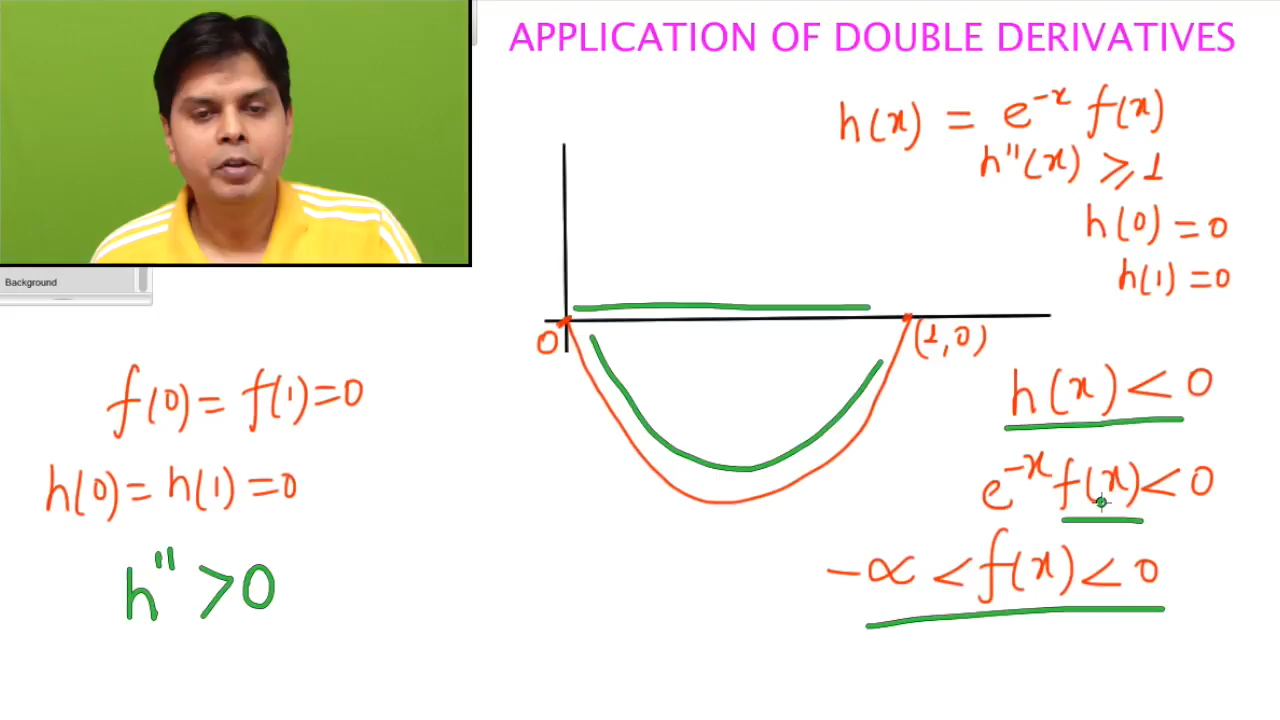 APPLICATION OF DOUBLE DERIVATIVES
h(x) = e^{-x} f(x)
h"(x) ⩾ 1
h(0) = 0
h(1) = 0
Background
0
(1,0)
f(0) = f(1) = 0
h(0) = h(1) = 0
h" > 0
h(x) < 0
e^{-x} f(x) < 0
-∝ < f(x) < 0